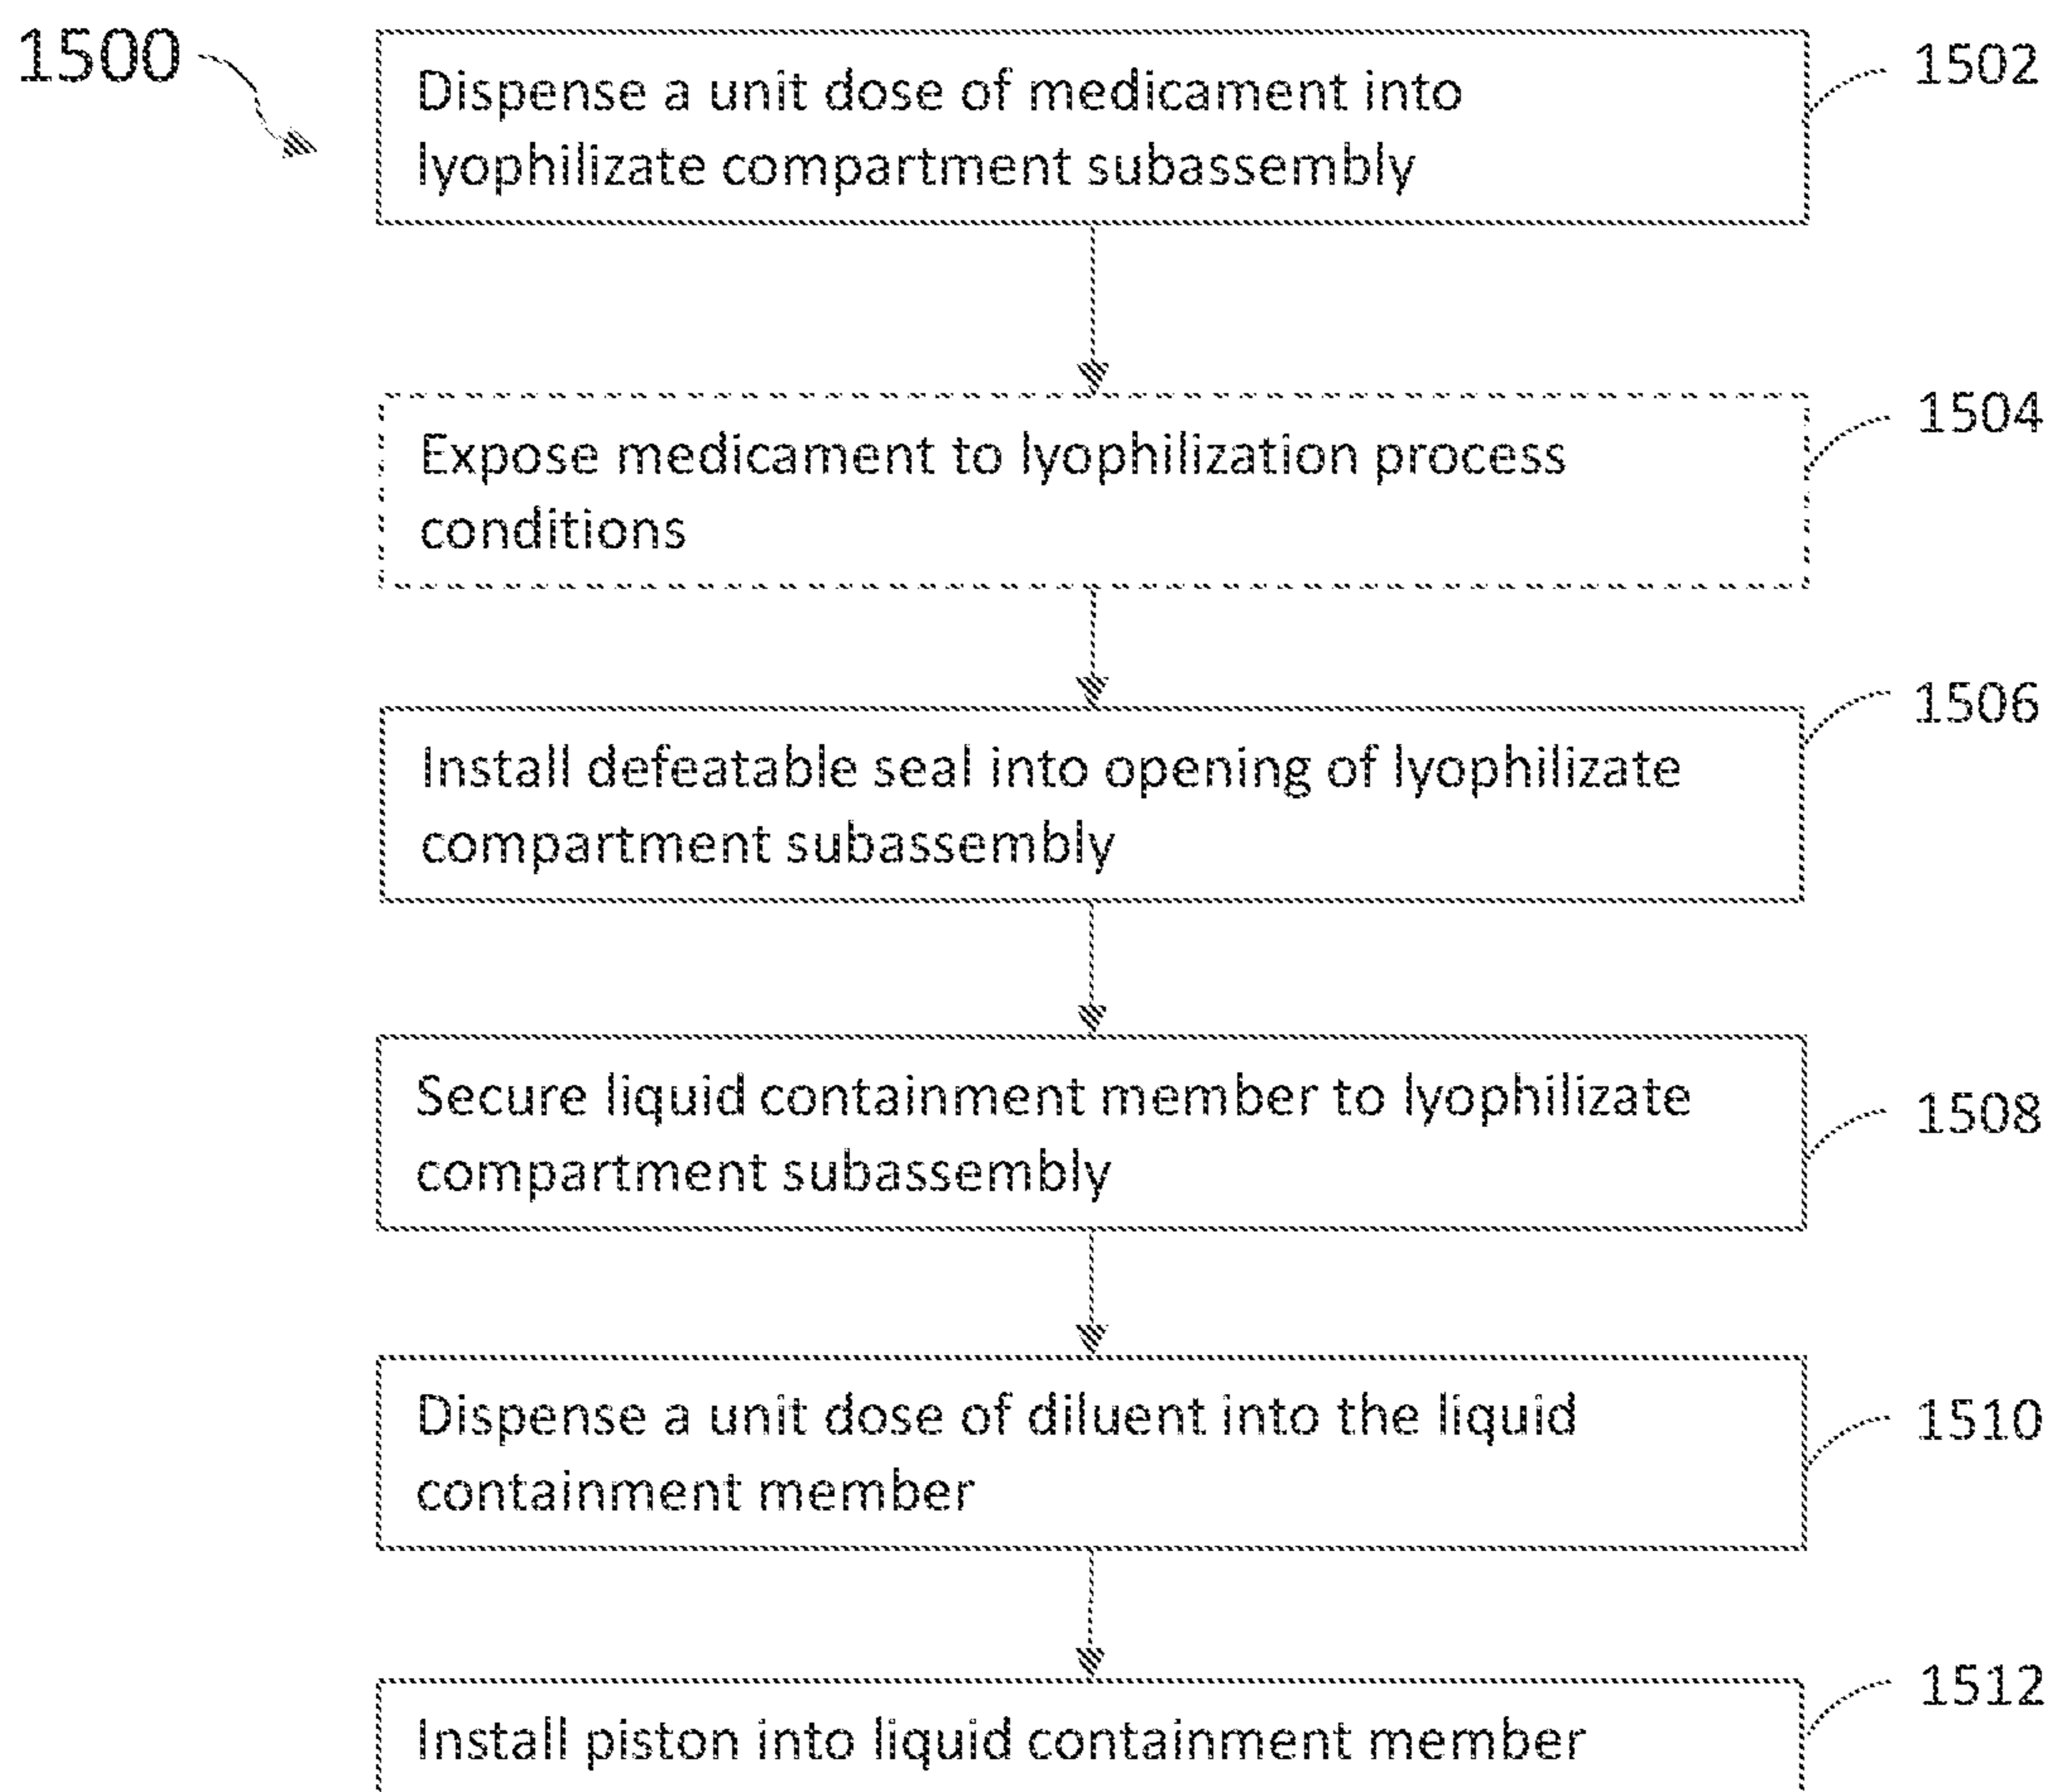 1500
Dispense a unit dose of medicament into
lyophilizate compartment subassembly
1502
Expose medicament to lyophilization process
conditions
1504
Install defeatable seal into opening of lyophilizate
compartment subassembly
1506
Secure liquid containment member to lyophilizate
compartment subassembly
1508
Dispense a unit dose of diluent into the liquid
containment member
1510
Install piston into liquid containment member
1512